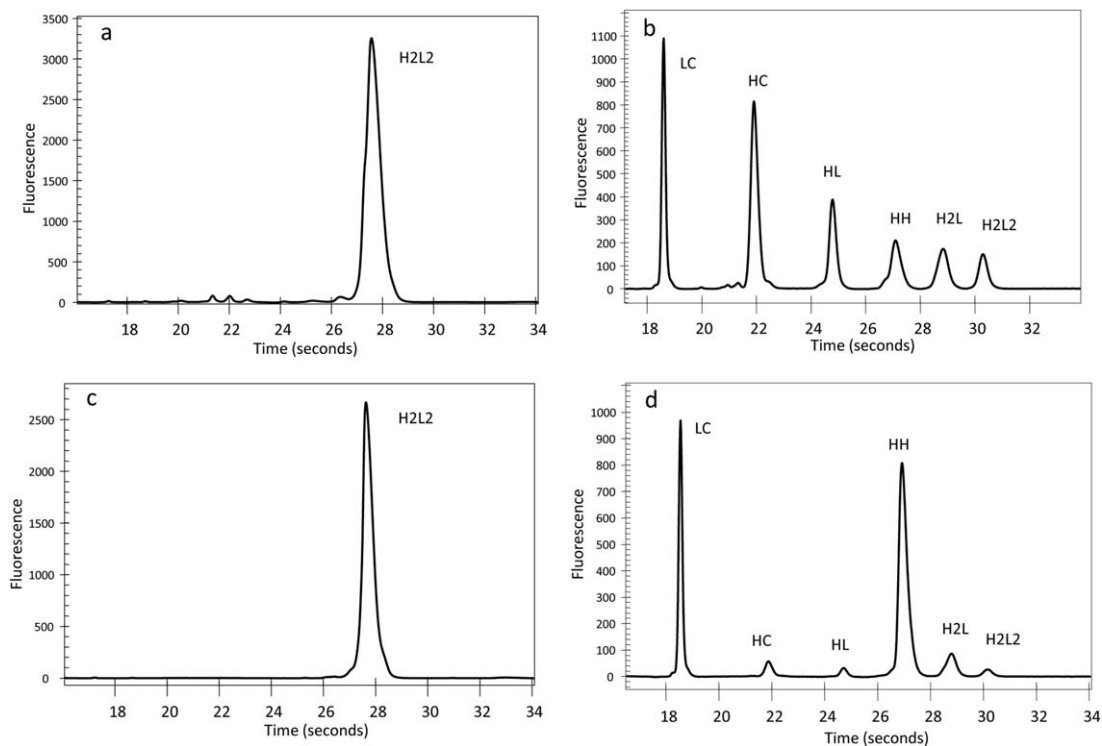 a
H2L2
Fluorescence
3500
3000
2500
2000
1500
1000
500
0
18 20 22 24 26 28 30 32 34
Time (seconds)
b
LC
HC
HL
HH
H2L
H2L2
Fluorescence
1100
1000
900
800
700
600
500
400
300
200
100
0
18 20 22 24 26 28 30 32
Time (seconds)
c
H2L2
Fluorescence
2500
2000
1500
1000
500
0
18 20 22 24 26 28 30 32 34
Time (seconds)
d
LC
HC
HL
HH
H2L
H2L2
Fluorescence
1000
900
800
700
600
500
400
300
200
100
0
18 20 22 24 26 28 30 32 34
Time (seconds)